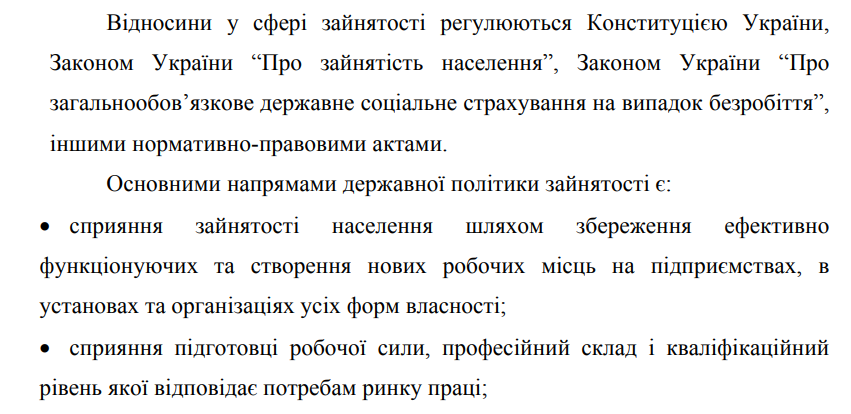 Відносини у сфері зайнятості регулюються Конституцією України,
Законом України “Про зайнятість населення”, Законом України “Про
загальнообов’язкове державне соціальне страхування на випадок безробіття”,
іншими нормативно-правовими актами.
Основними напрямами державної політики зайнятості є:
• сприяння зайнятості населення шляхом збереження ефективно
функціонуючих та створення нових робочих місць на підприємствах, в
установах та організаціях усіх форм власності;
• сприяння підготовці робочої сили, професійний склад і кваліфікаційний
рівень якої відповідає потребам ринку праці;